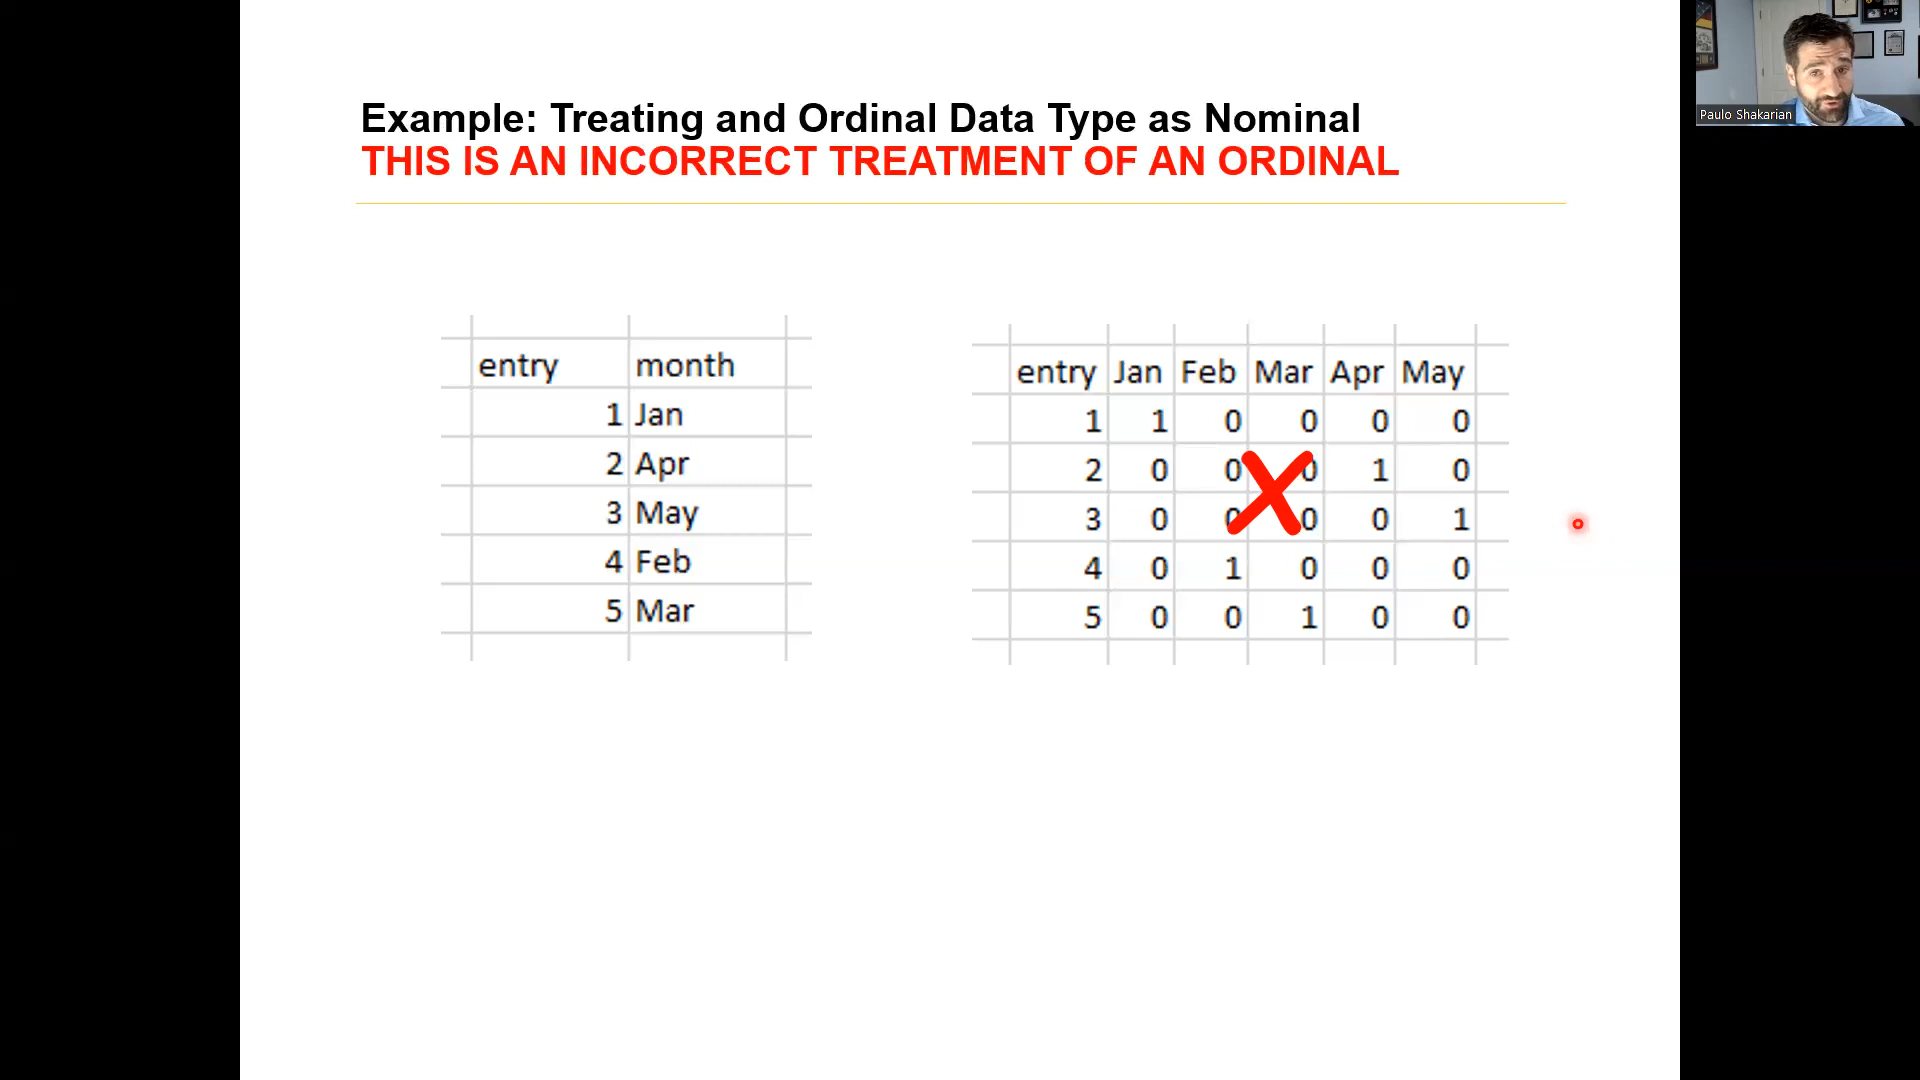 Example: Treating and Ordinal Data Type as Nominal
THIS IS AN INCORRECT TREATMENT OF AN ORDINAL
Paulo Shakarian
entry month
1 Jan
2 Apr
3 May
4 Feb
5 Mar
entry Jan Feb Mar Apr May
1 1 0 0 0 0
2 0 0 0 1 0
3 0 0 0 0 1
4 0 1 0 0 0
5 0 0 1 0 0